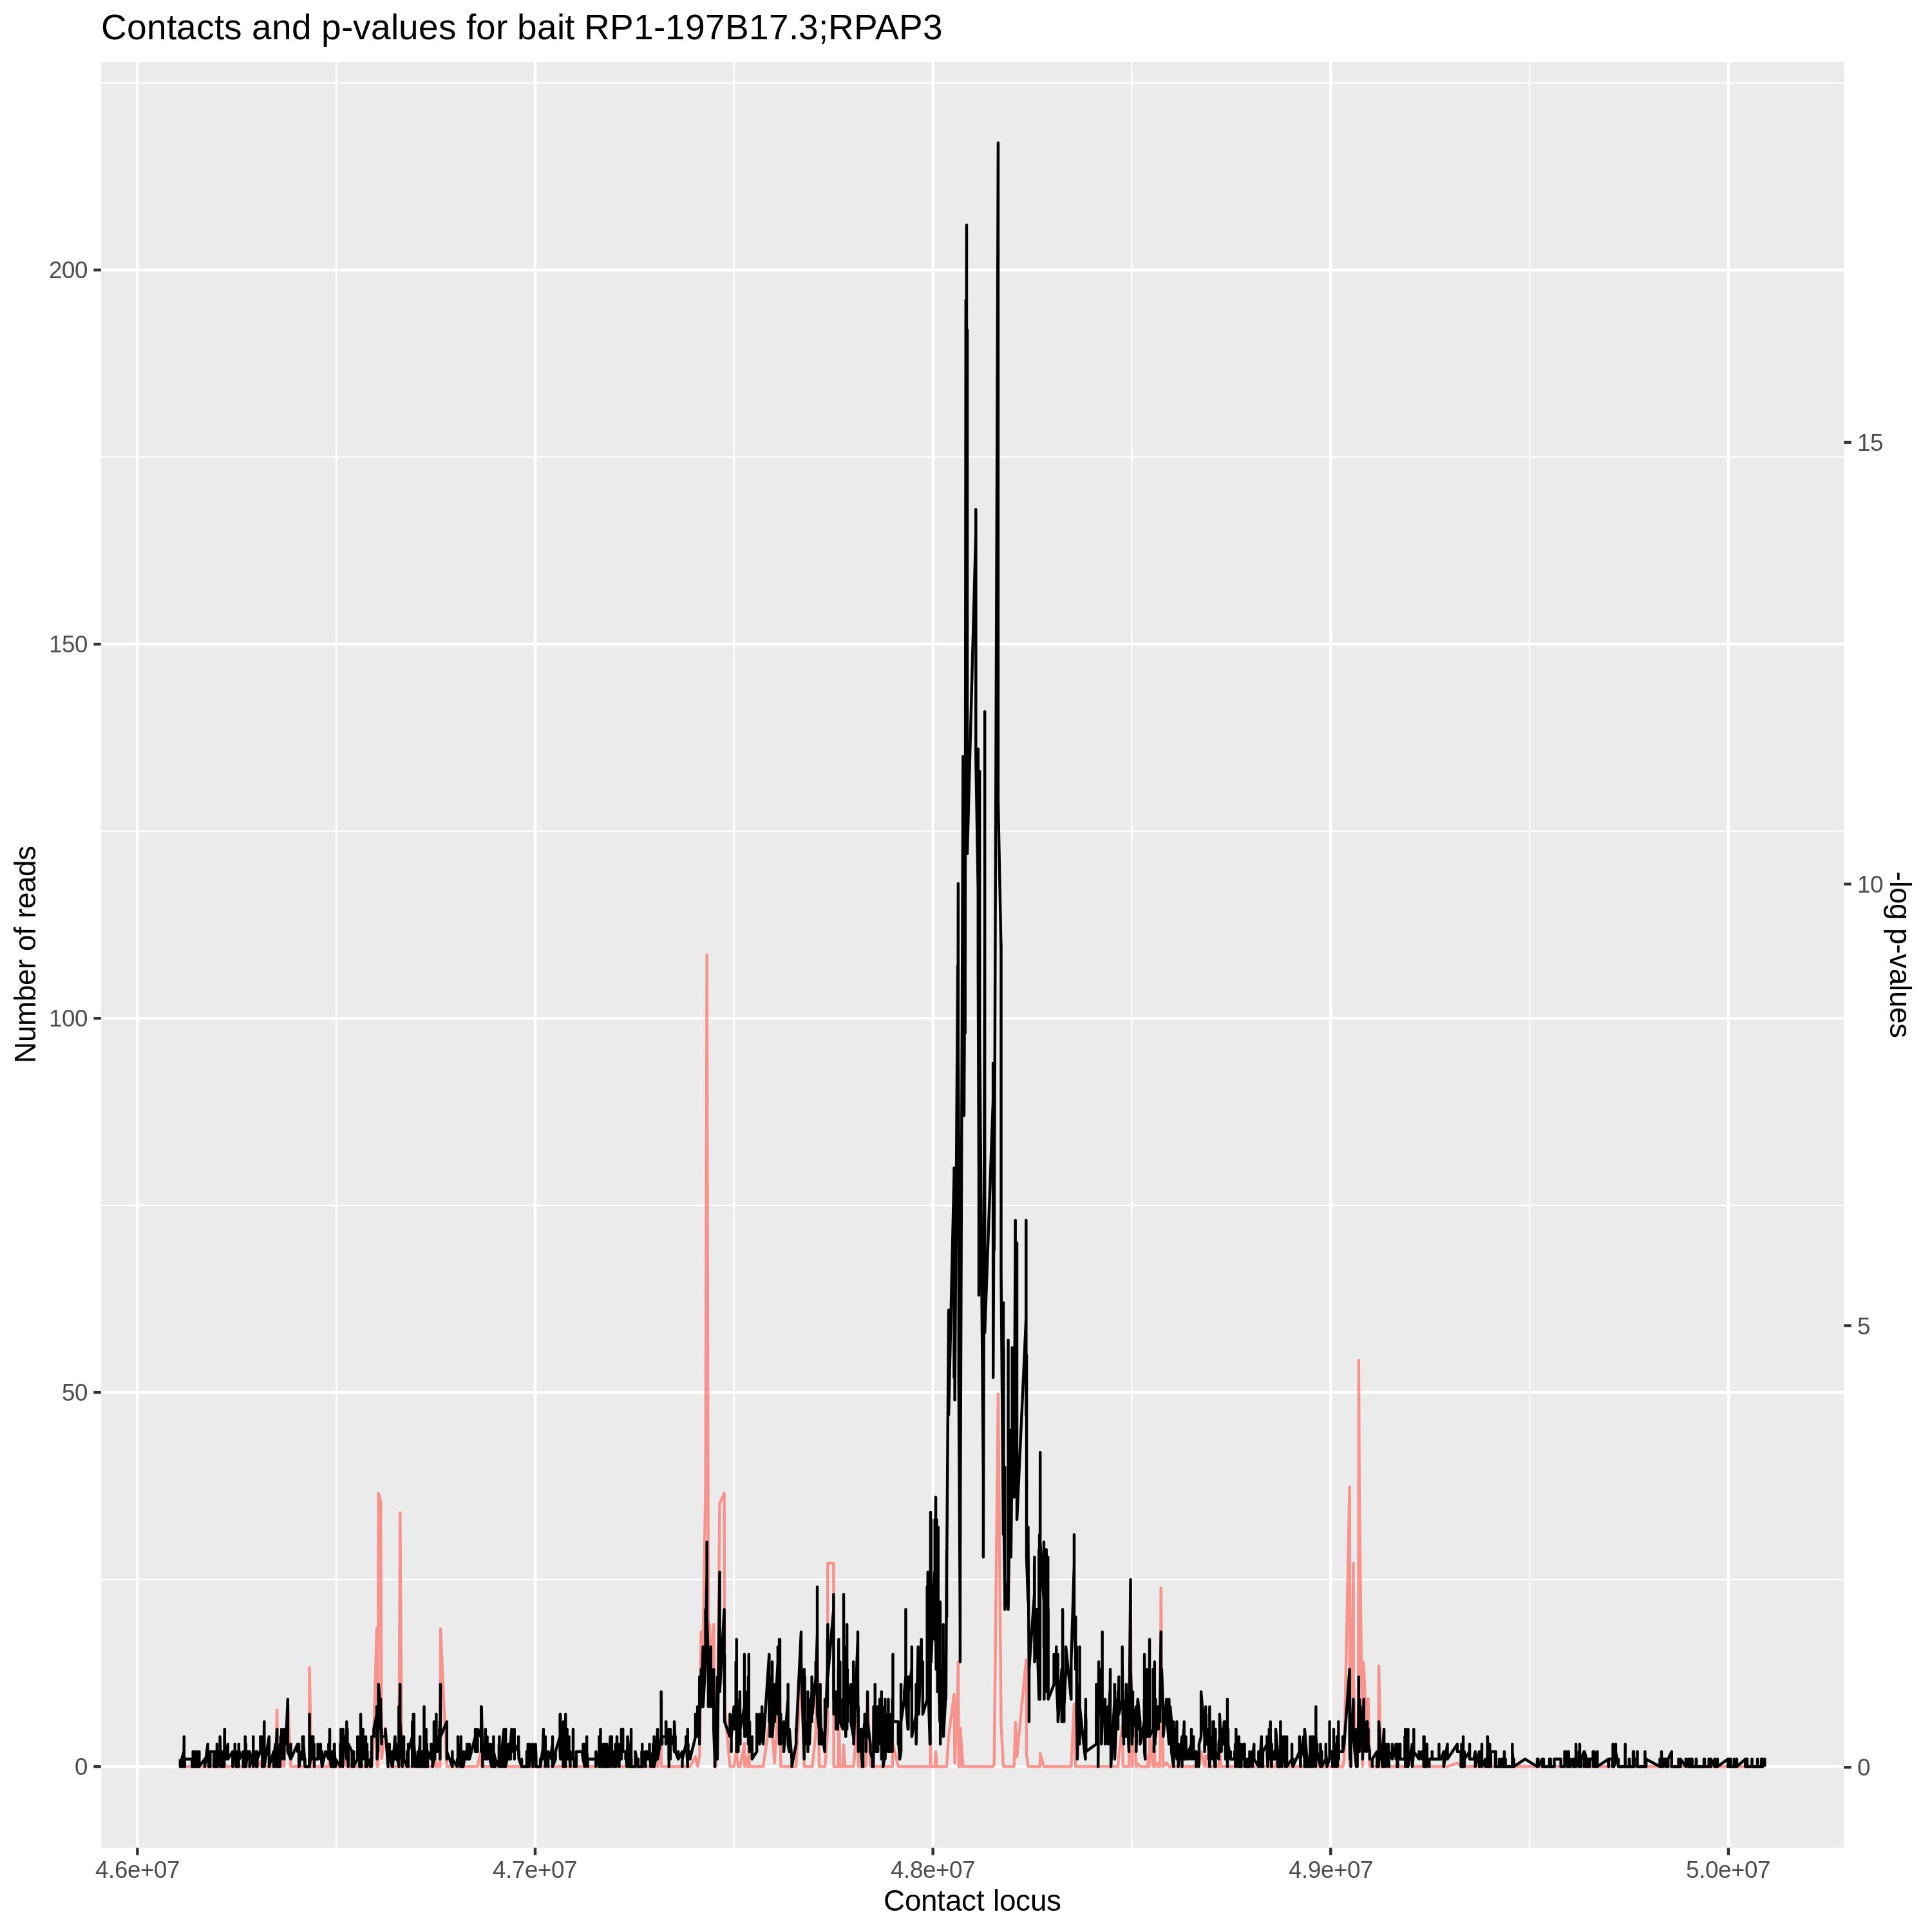 Contacts and p-values for bait RP1-197B17.3;RPAP3
Number of reads
200
150
100
50
0
15
10
5
0
-log p-values
4.6e+07
4.7e+07
4.8e+07
4.9e+07
5.0e+07
Contact locus